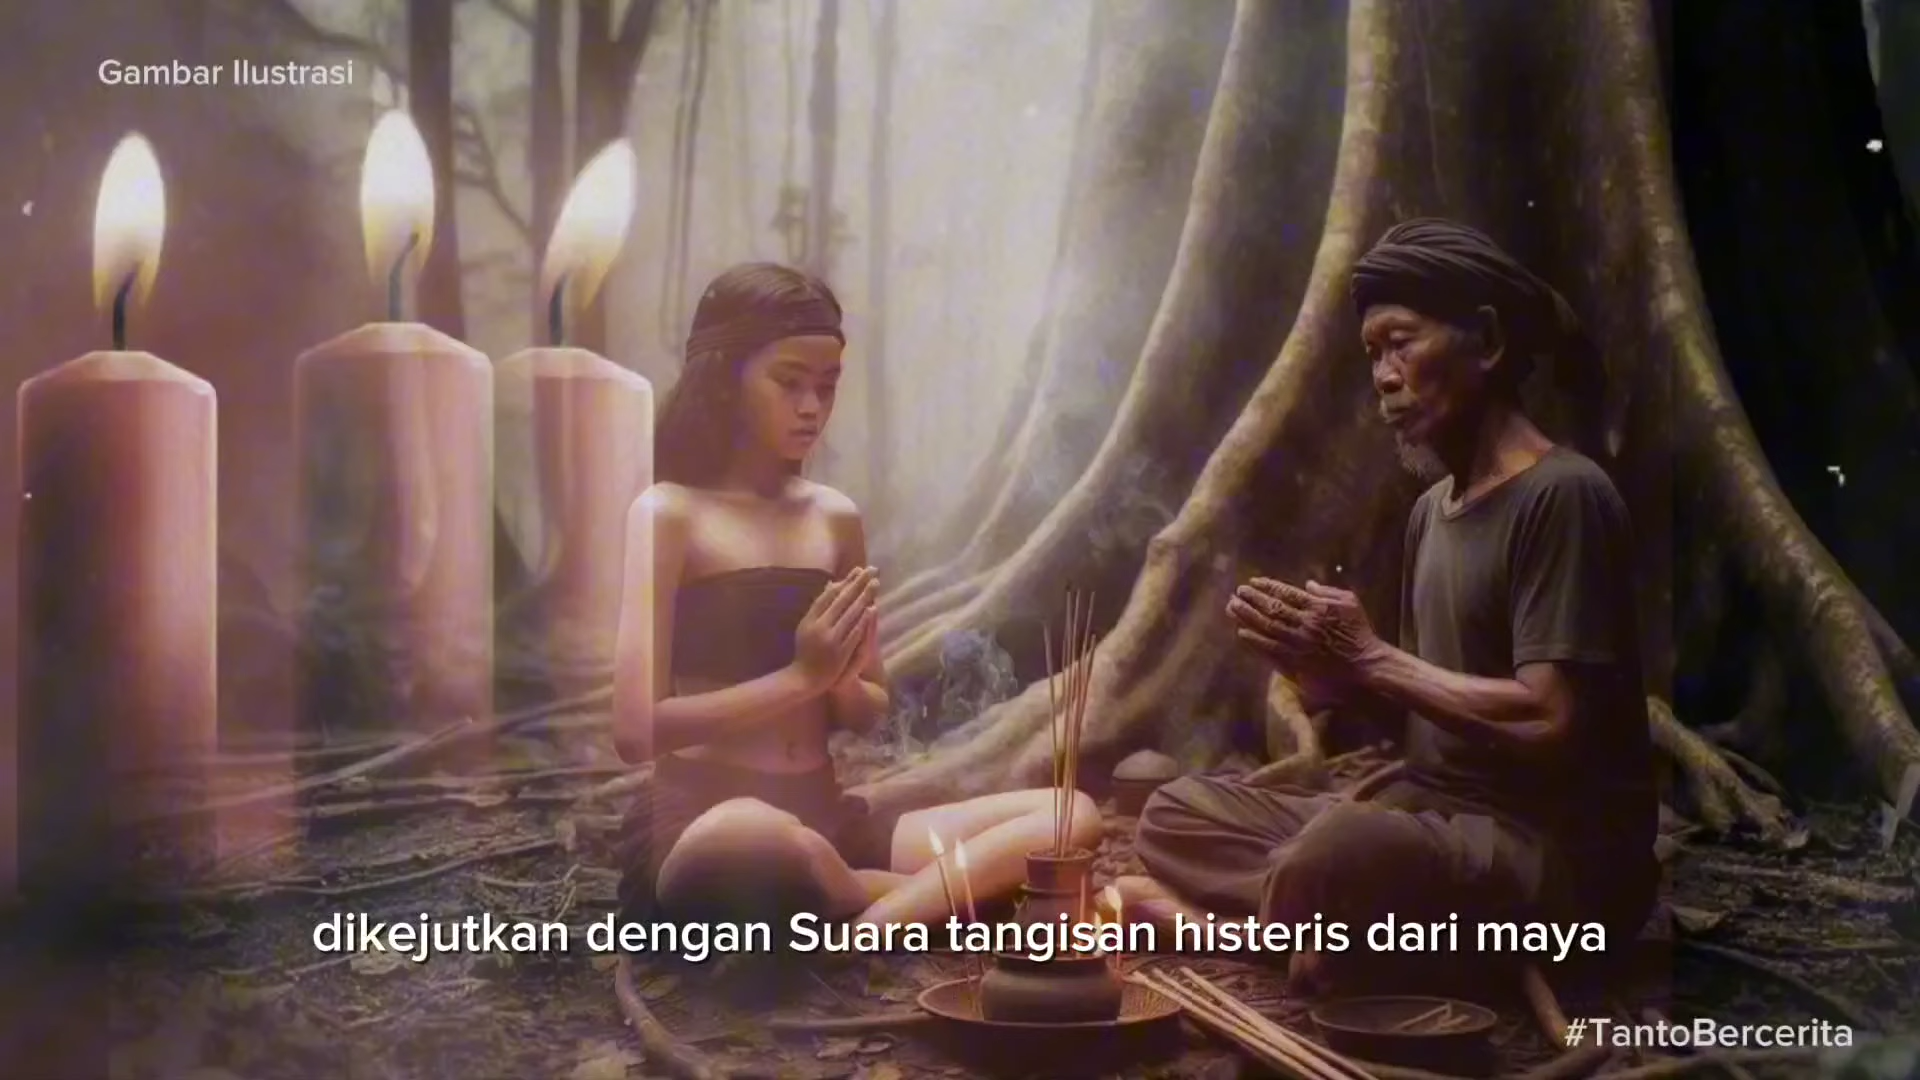 Gambar Ilustrasi
dikejutkan dengan Suara tangisan histeris dari maya
#TantoBercerita